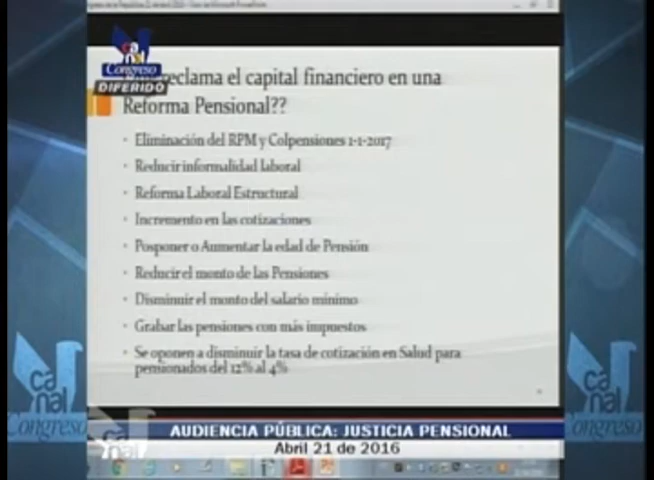 Canal
Congreso
DIFERIDO
reclama el capital financiero en una
Reforma Pensional??
• Eliminación del RPM y Colpensiones 1-1-2017
• Reducir informalidad laboral
• Reforma Laboral Estructural
• Incremento en las cotizaciones
• Posponer o Aumentar la edad de Pensión
• Reducir el monto de las Pensiones
• Disminuir el monto del salario mínimo
• Grabar las pensiones con más impuestos
• Se oponen a disminuir la tasa de cotización en Salud para
pensionados del 12% al 4%
Canal
Congreso
Canal
Congreso
canal
AUDIENCIA PÚBLICA: JUSTICIA PENSIONAL
Abril 21 de 2016